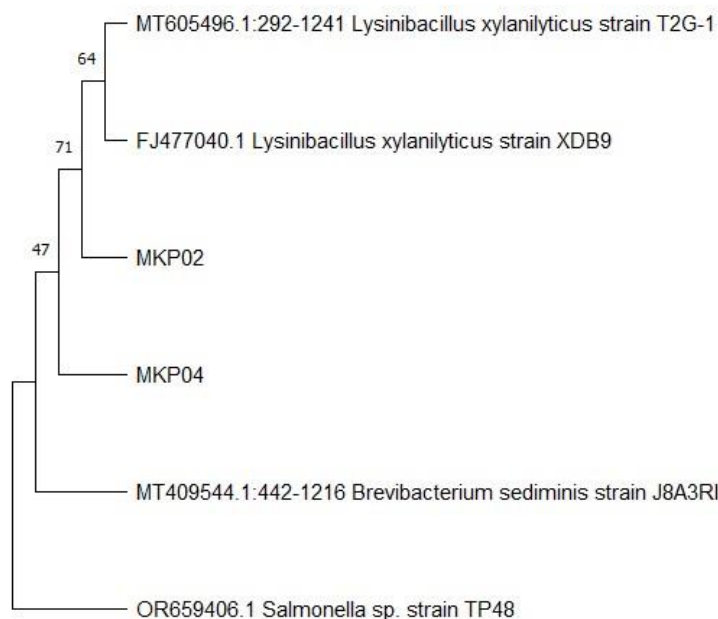 MT605496.1:292-1241 Lysinibacillus xylanilyticus strain T2G-1
64
FJ477040.1 Lysinibacillus xylanilyticus strain XDB9
71
MKP02
47
MKP04
MT409544.1:442-1216 Brevibacterium sediminis strain J8A3RI
OR659406.1 Salmonella sp. strain TP48